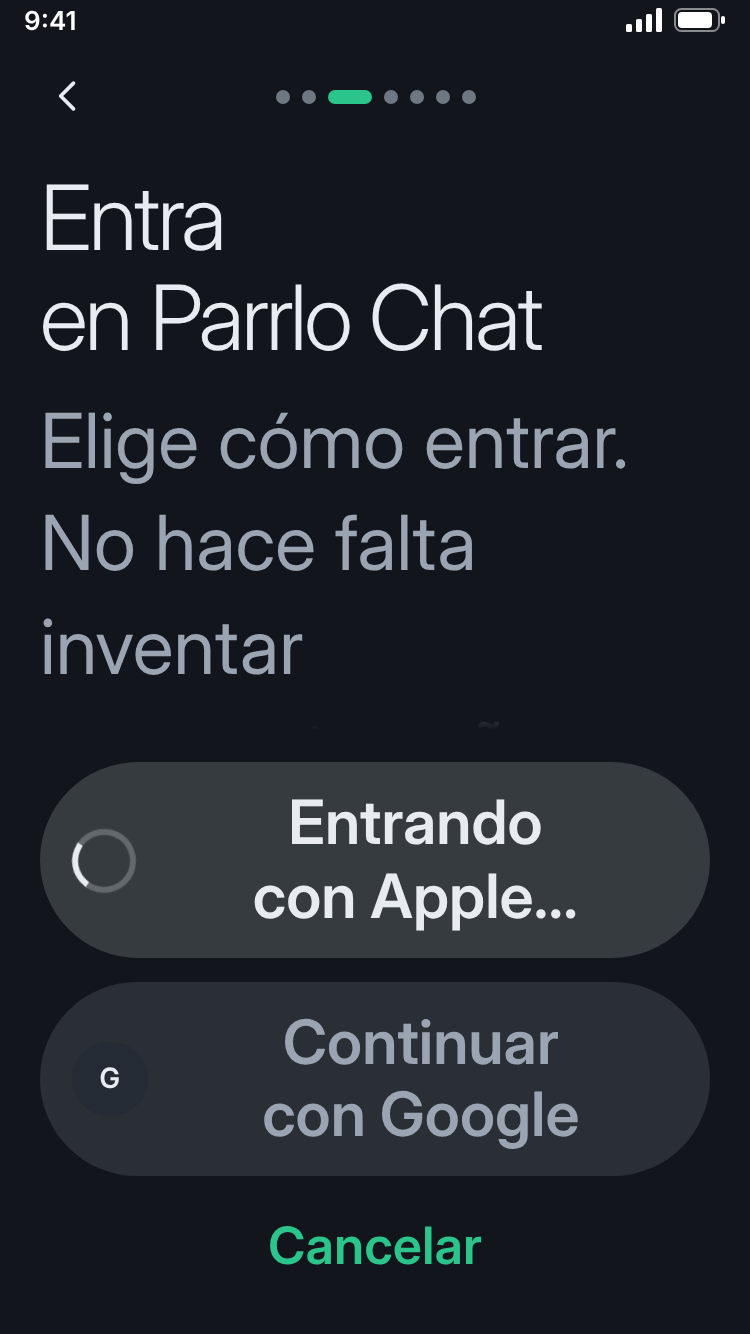 9:41
Entra
en Parrlo Chat
Elige cómo entrar.
No hace falta
inventar
Entrando
con Apple...
G
Continuar
con Google
Cancelar